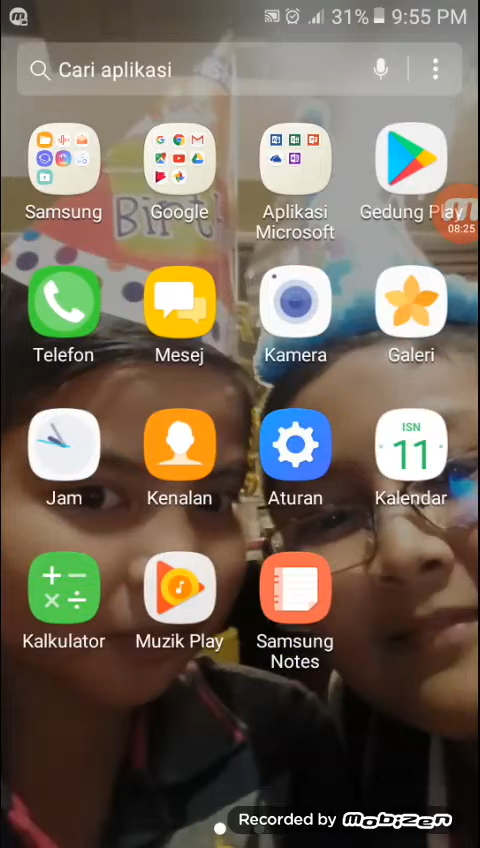 31% 9:55 PM
Cari aplikasi
Birt
Samsung
Google
Aplikasi
Microsoft
Gedung Play
08:25
Telefon
Mesej
Kamera
Galeri
ISN
11
Jam
Kenalan
Aturan
Kalendar
Kalkulator
Muzik Play
Samsung
Notes
Recorded by Mobizen